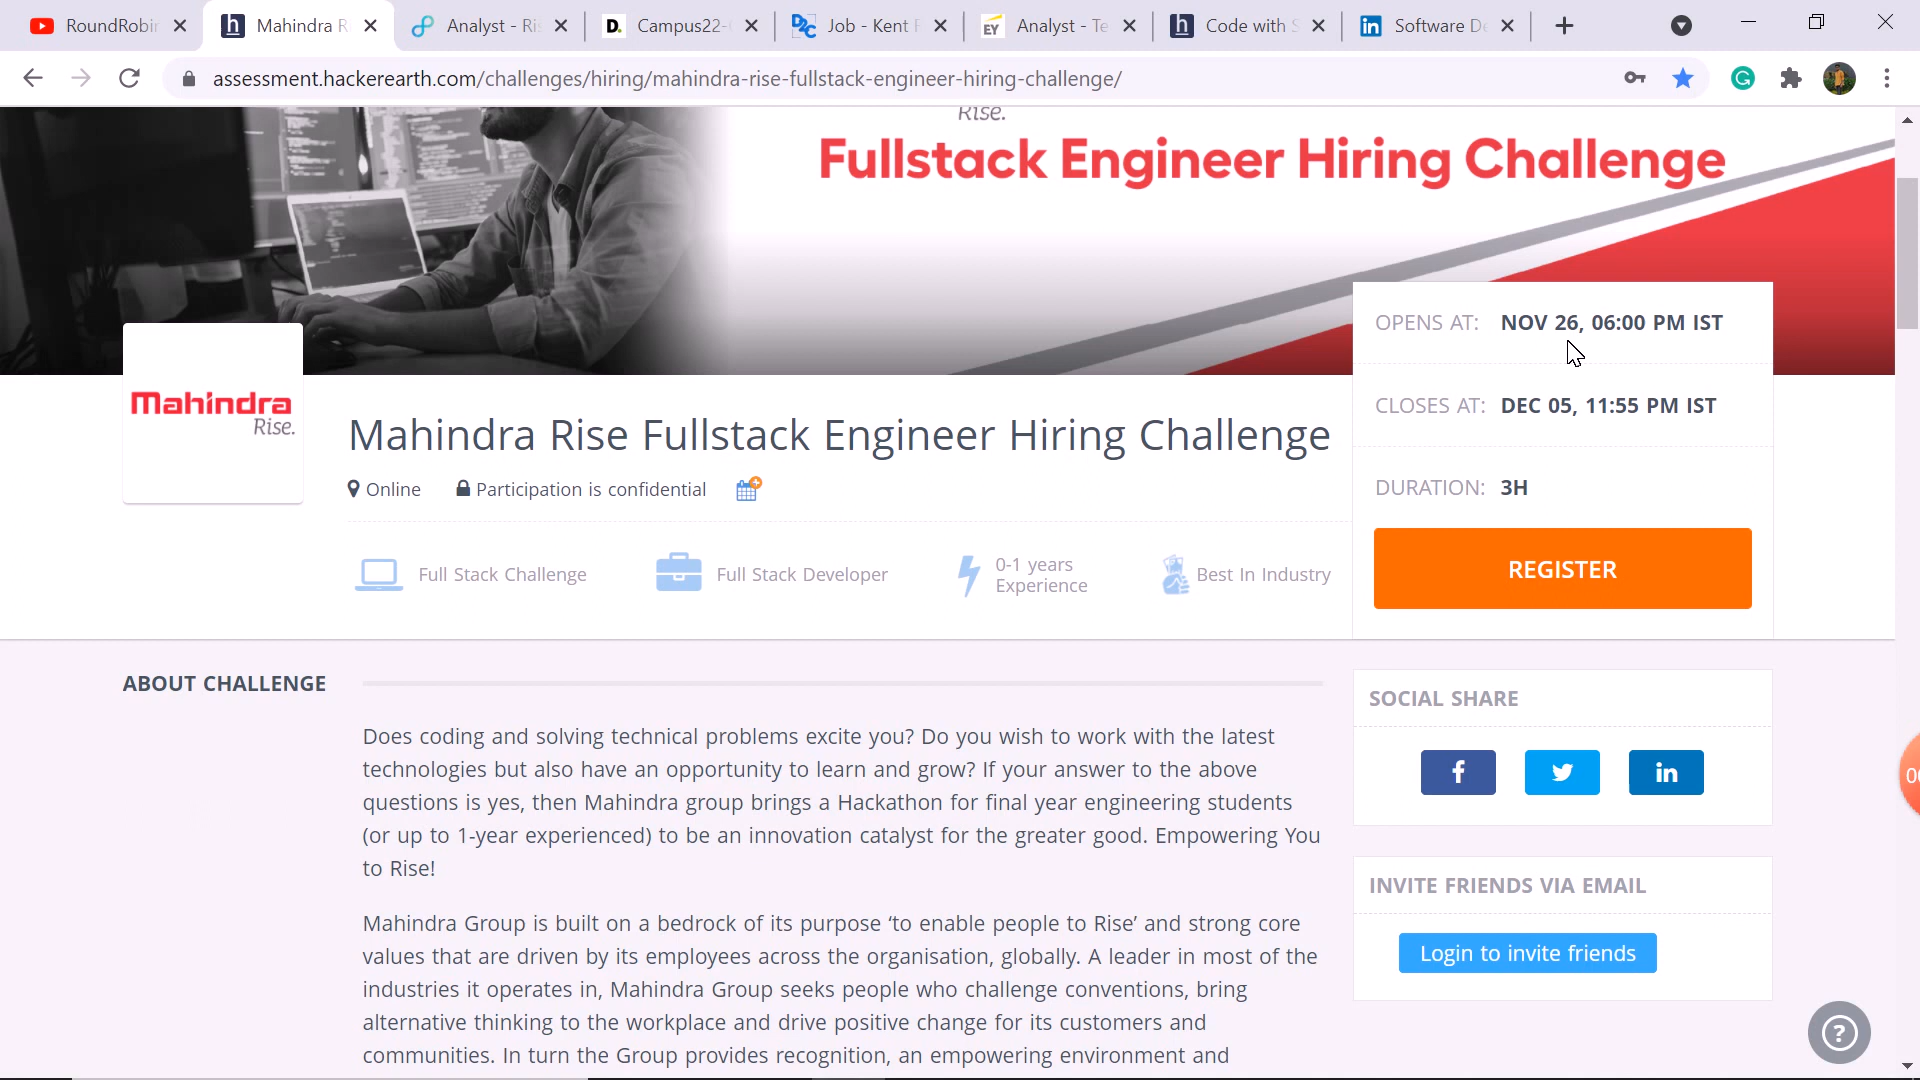 RoundRobin
Mahindra R
Analyst - Ris
Campus22-
Job - Kent R
Analyst - Te
Code with S
Software De
assessment.hackerearth.com/challenges/hiring/mahindra-rise-fullstack-engineer-hiring-challenge/
Rise.
Fullstack Engineer Hiring Challenge
OPENS AT: NOV 26, 06:00 PM IST
CLOSES AT: DEC 05, 11:55 PM IST
DURATION: 3H
REGISTER
Mahindra
Rise.
Mahindra Rise Fullstack Engineer Hiring Challenge
Online Participation is confidential
Full Stack Challenge
Full Stack Developer
0-1 years
Experience
Best In Industry
ABOUT CHALLENGE
Does coding and solving technical problems excite you? Do you wish to work with the latest
technologies but also have an opportunity to learn and grow? If your answer to the above
questions is yes, then Mahindra group brings a Hackathon for final year engineering students
(or up to 1-year experienced) to be an innovation catalyst for the greater good. Empowering You
to Rise!
Mahindra Group is built on a bedrock of its purpose ‘to enable people to Rise’ and strong core
values that are driven by its employees across the organisation, globally. A leader in most of the
industries it operates in, Mahindra Group seeks people who challenge conventions, bring
alternative thinking to the workplace and drive positive change for its customers and
communities. In turn the Group provides recognition, an empowering environment and
SOCIAL SHARE
INVITE FRIENDS VIA EMAIL
Login to invite friends